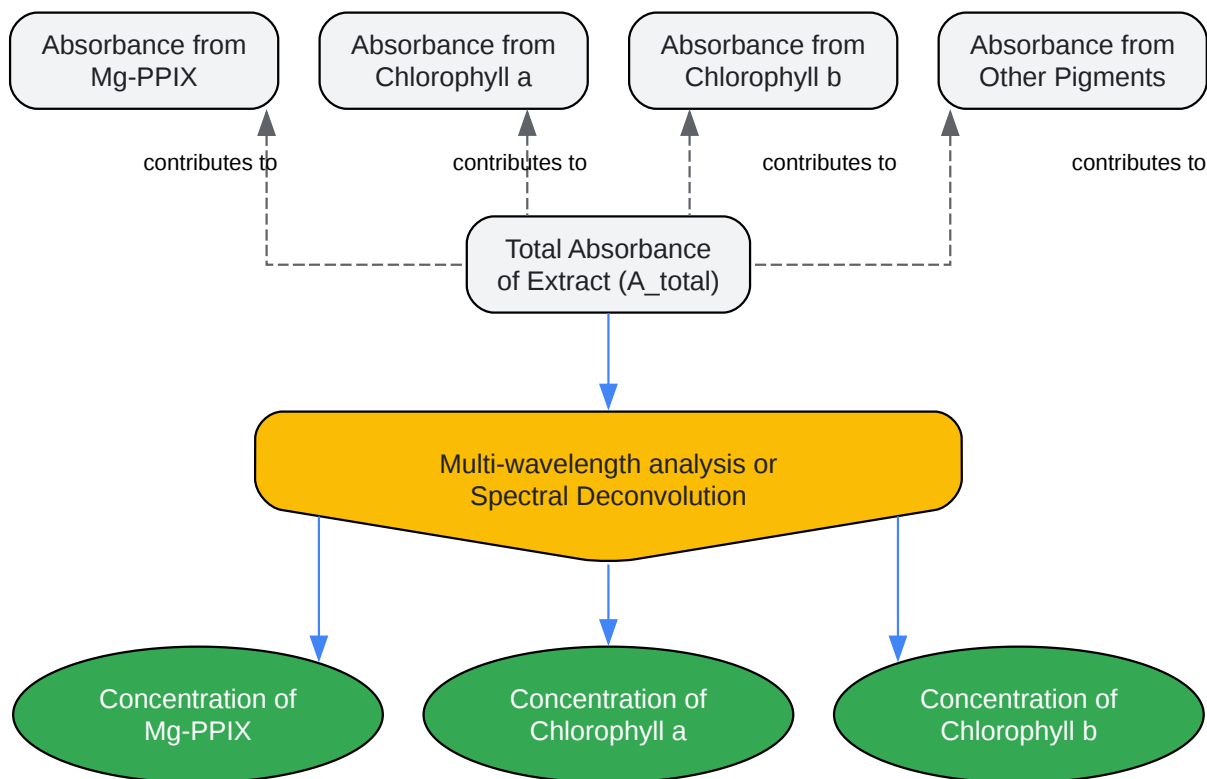 Absorbance from
Mg-PPIX
Absorbance from
Chlorophyll a
Absorbance from
Chlorophyll b
Absorbance from
Other Pigments
contributes to
contributes to
contributes to
contributes to
Total Absorbance
of Extract (A_total)
Multi-wavelength analysis or
Spectral Deconvolution
Concentration of
Mg-PPIX
Concentration of
Chlorophyll a
Concentration of
Chlorophyll b